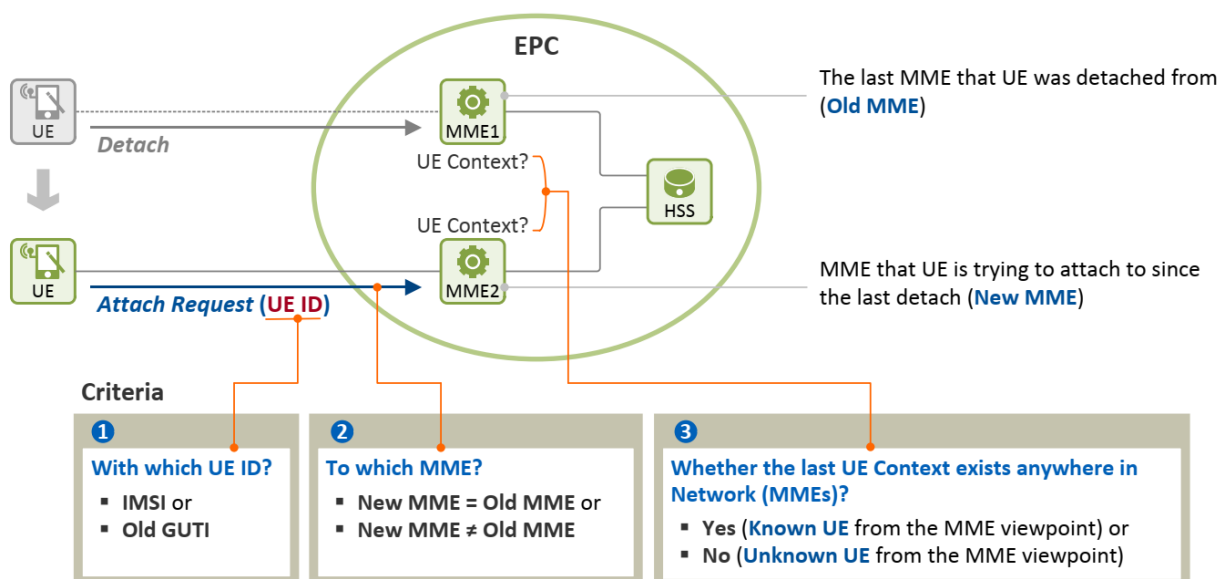 EPC
The last MME that UE was detached from
(Old MME)
UE
MME1
Detach
UE Context?
HSS
UE Context?
UE
MME2
Attach Request (UE ID)
MME that UE is trying to attach to since
the last detach (New MME)
Criteria
1
With which UE ID?
▪ IMSI or
▪ Old GUTI
2
To which MME?
▪ New MME = Old MME or
▪ New MME ≠ Old MME
3
Whether the last UE Context exists anywhere in
Network (MMEs)?
▪ Yes (Known UE from the MME viewpoint) or
▪ No (Unknown UE from the MME viewpoint)